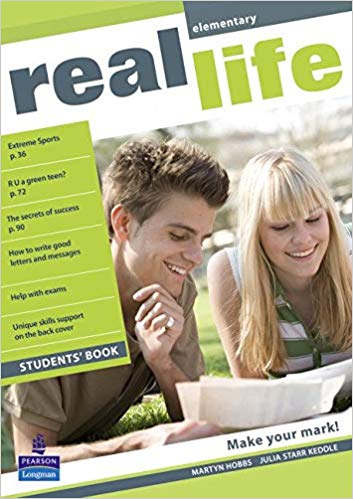 elementary
real
life
Extreme Sports
p. 36
R U a green teen?
p. 72
The secrets of success
p. 90
How to write good
letters and messages
Help with exams
Unique skills support
on the back cover
STUDENTS' BOOK
Make your mark!
MARTYN HOBBS JULIA STARR KEDDLE
PEARSON
Longman